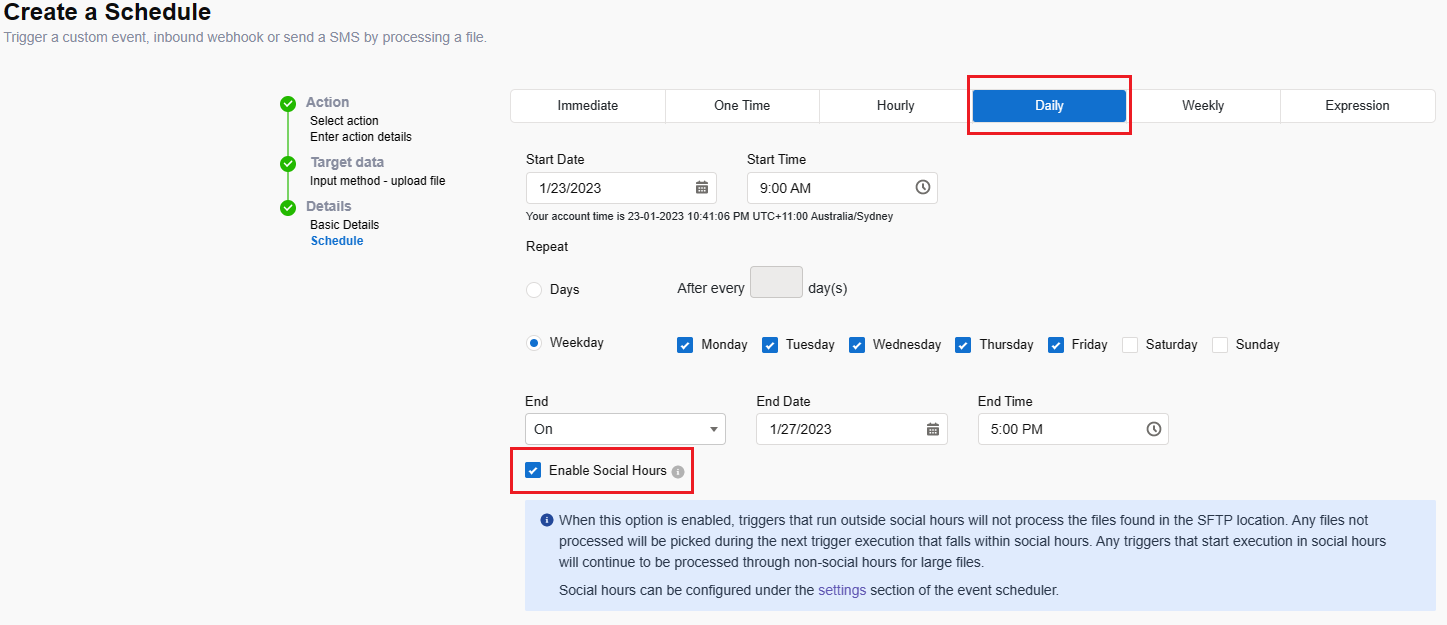 Create a Schedule
Trigger a custom event, inbound webhook or send a SMS by processing a file.
Action
Select action
Enter action details
Target data
Input method - upload file
Details
Basic Details
Schedule
Immediate One Time Hourly Daily Weekly Expression
Start Date Start Time
1/23/2023 9:00 AM
Your account time is 23-01-2023 10:41:06 PM UTC+11:00 Australia/Sydney
Repeat
Days After every day(s)
Weekday Monday Tuesday Wednesday Thursday Friday Saturday Sunday
End End Date End Time
On 1/27/2023 5:00 PM
Enable Social Hours
When this option is enabled, triggers that run outside social hours will not process the files found in the SFTP location. Any files not
processed will be picked during the next trigger execution that falls within social hours. Any triggers that start execution in social hours
will continue to be processed through non-social hours for large files.
Social hours can be configured under the settings section of the event scheduler.